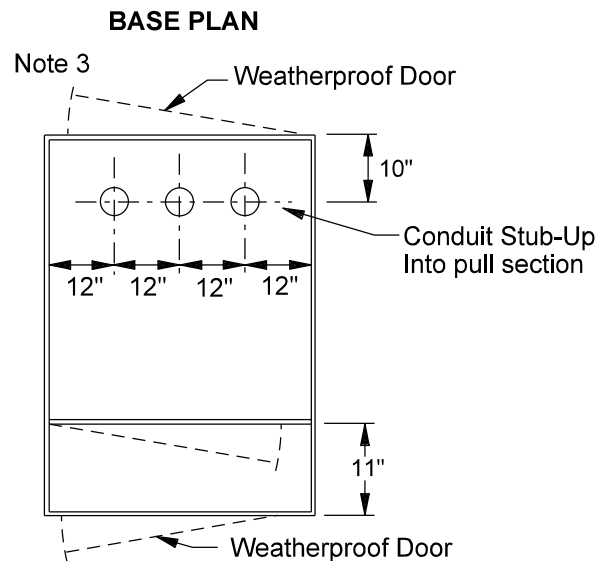 BASE PLAN
Note 3
Weatherproof Door
10"
Conduit Stub-Up
Into pull section
12" 12" 12" 12"
11"
Weatherproof Door